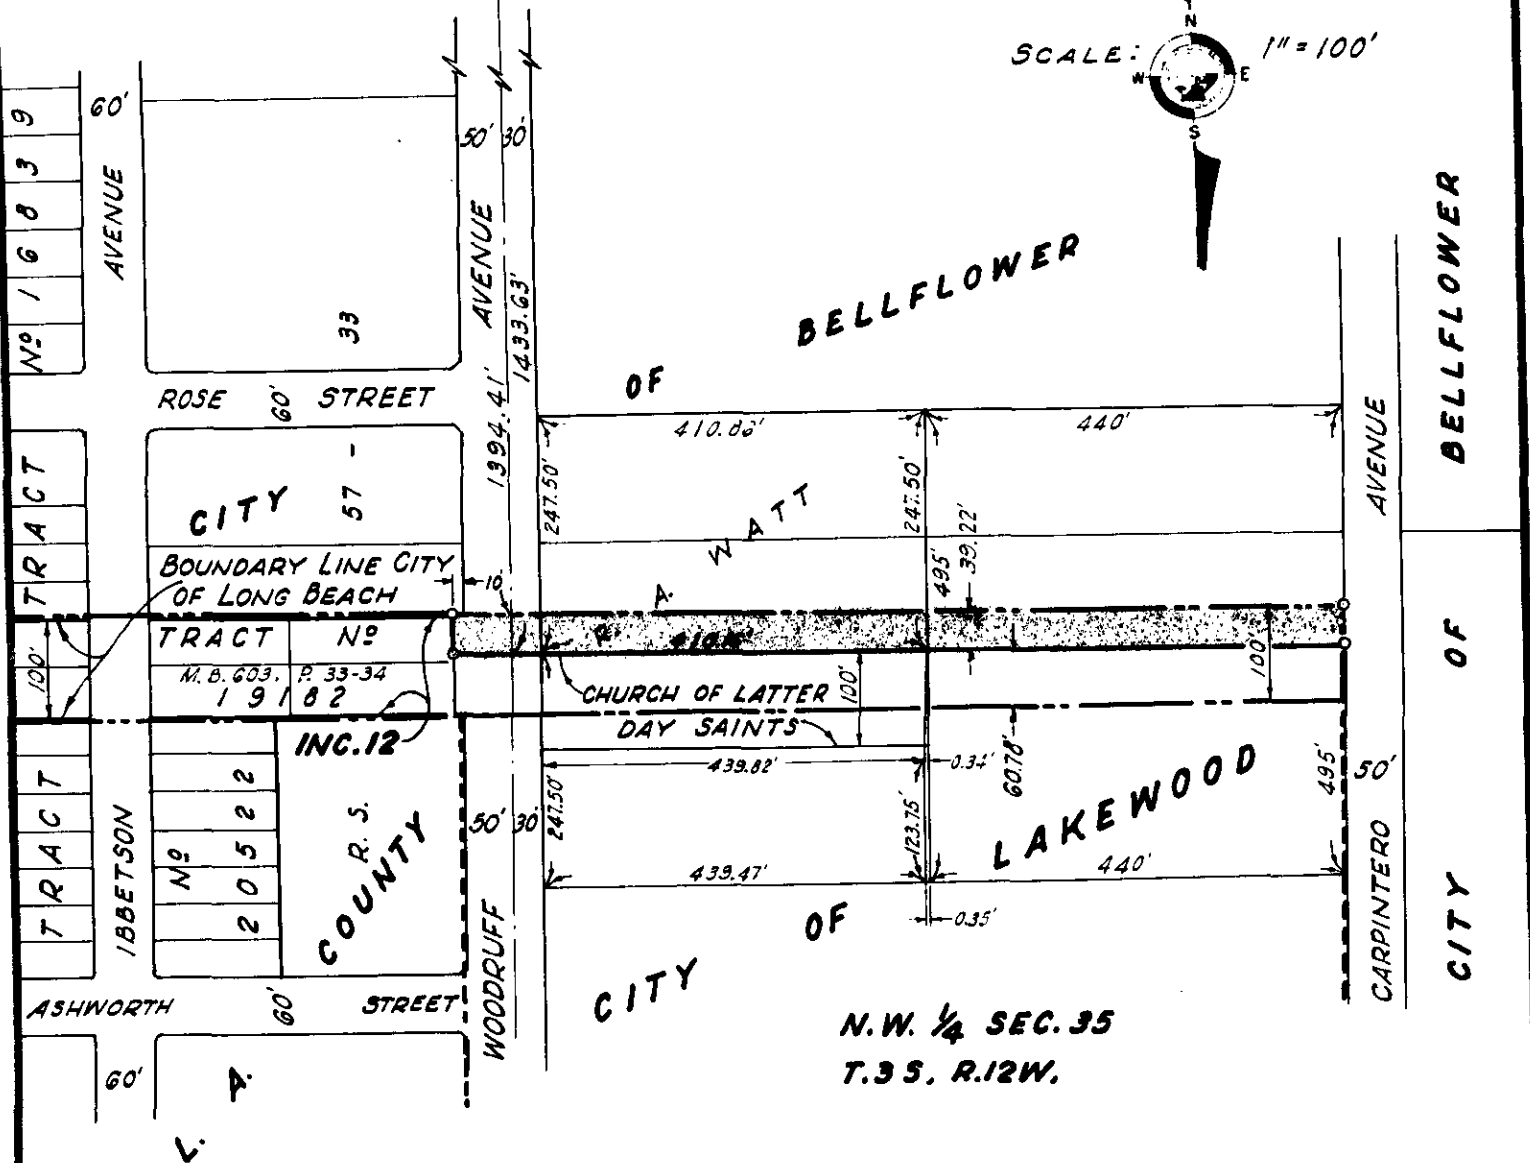 SCALE: 1" = 100'
N
W E
S
60'
50' 30'
AVENUE
Nº 16839
AVENUE
1433.63'
1394.41'
33
57 -
ROSE 60' STREET
BELLFLOWER
OF
CITY
410.86'
440'
247.50'
247.50'
495'
39.22'
WATT
A.
R.
AVENUE
BELLFLOWER
OF
CITY
TRACT
BOUNDARY LINE CITY
OF LONG BEACH
10'
TRACT Nº
M.B. 603, P. 33-34
19182
100'
INC. 12
CHURCH OF LATTER
DAY SAINTS
100'
100'
439.82'
0.34'
60.78'
495'
50'
TRACT
IBBETSON
Nº 20522
R. S.
COUNTY
50' 30'
247.50'
123.75'
LAKEWOOD
OF
CITY
439.47'
440'
0.35'
WOODRUFF
CARPINTERO
ASHWORTH 60' STREET
60'
L. A.
N.W. 1/4 SEC. 35
T.3 S. R.12W.